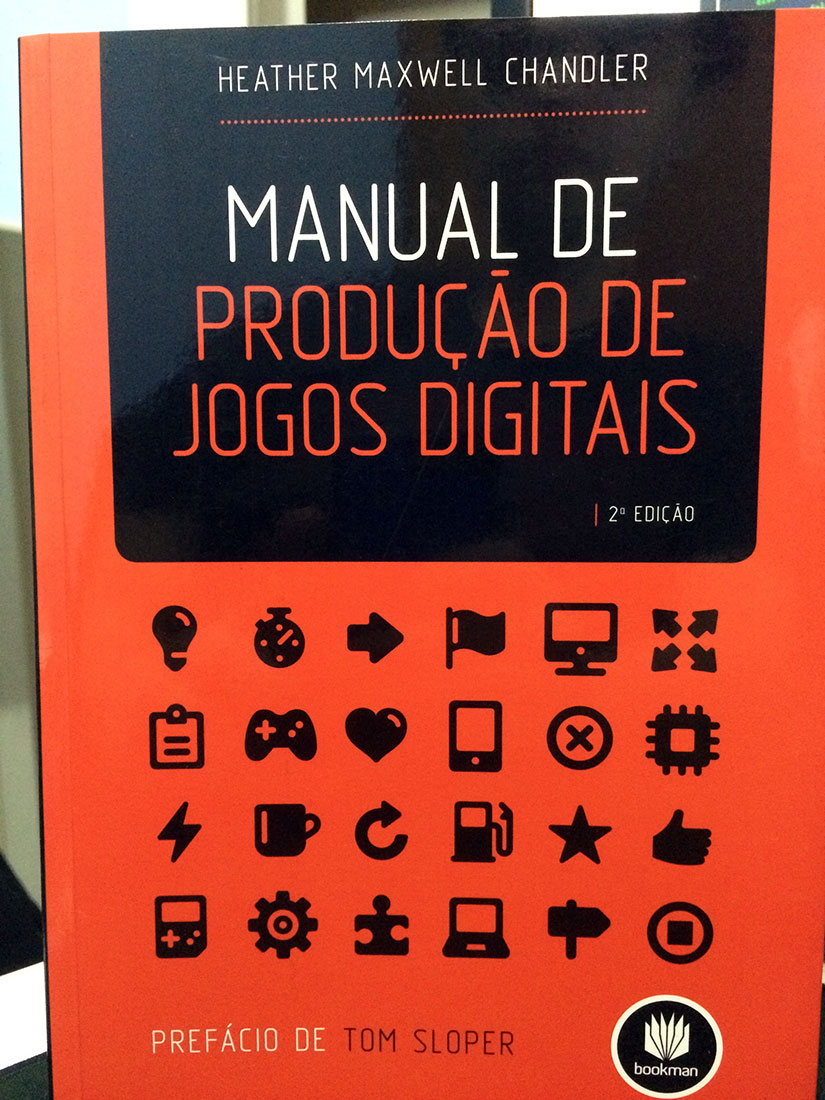 HEATHER MAXWELL CHANDLER
MANUAL DE
PRODUÇÃO DE
JOGOS DIGITAIS
2ª EDIÇÃO
PREFÁCIO DE TOM SLOPER
bookman